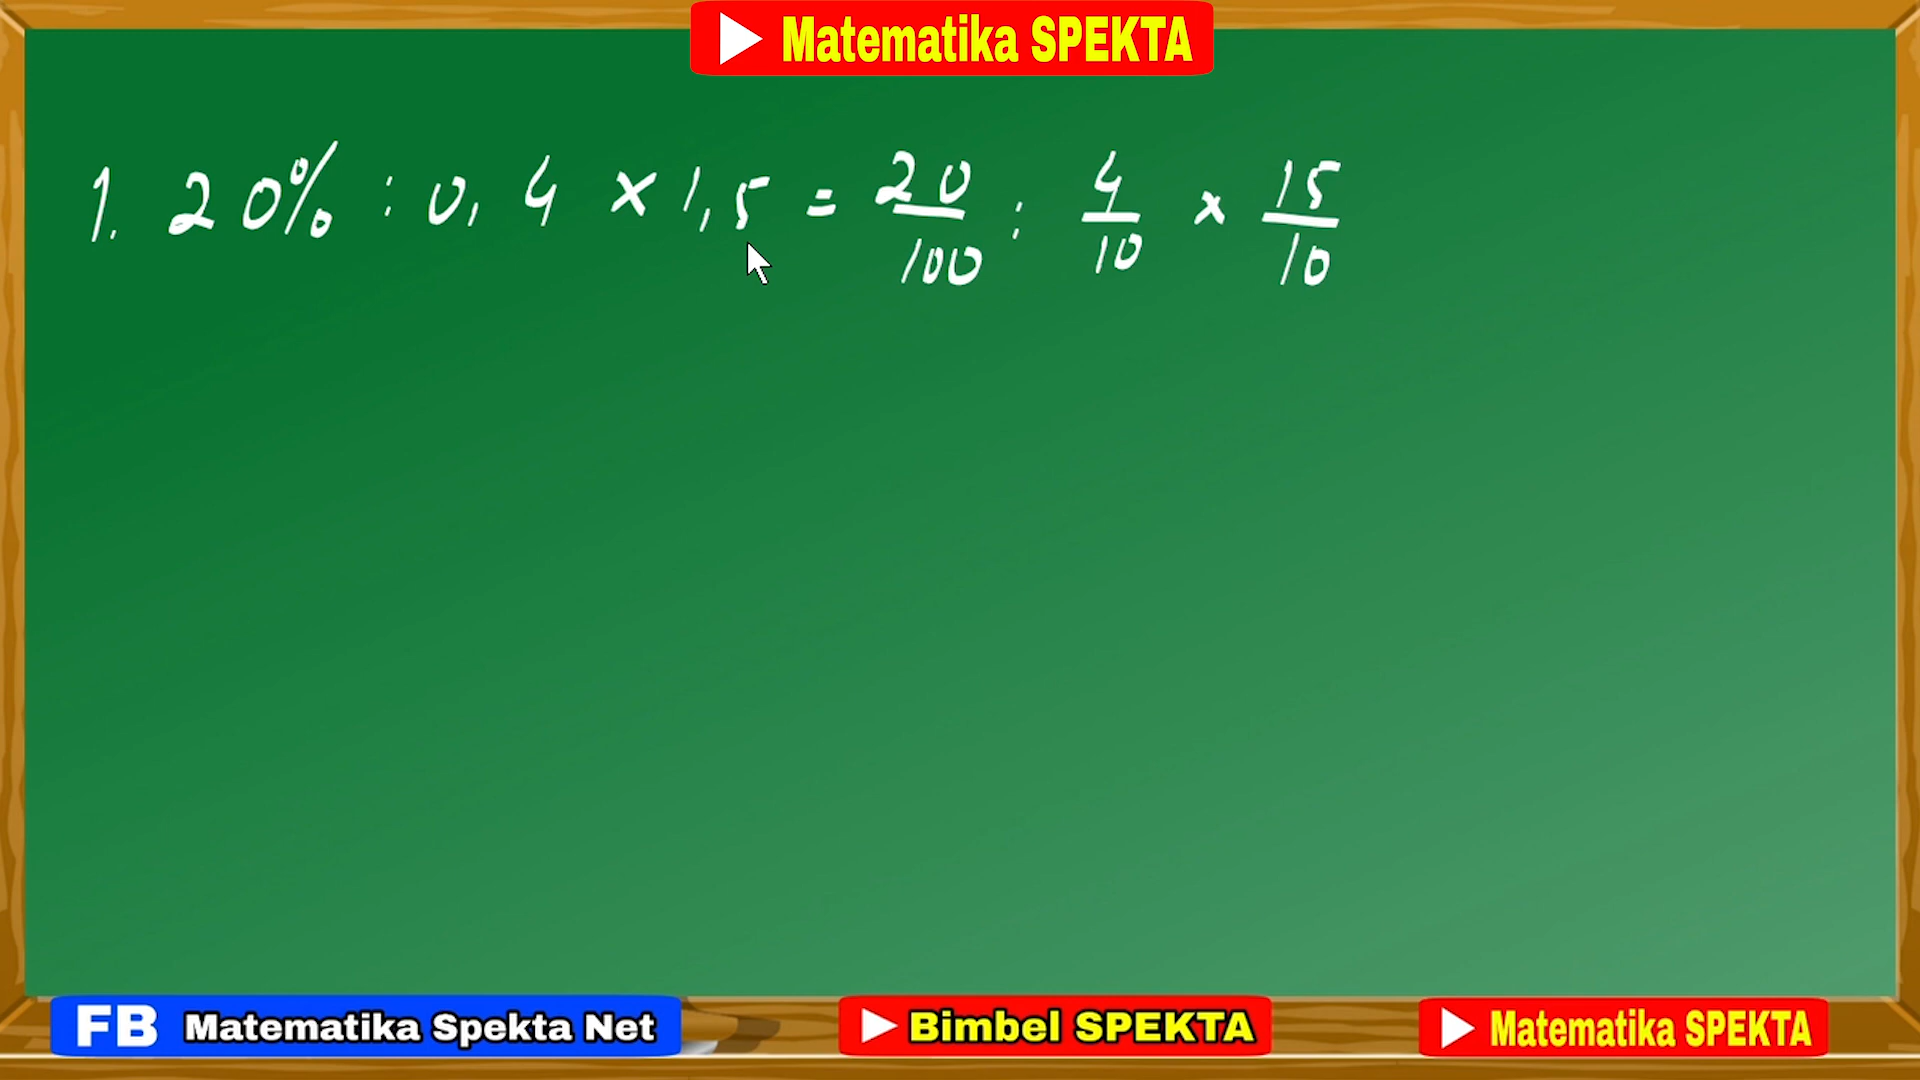 Matematika SPEKTA
1. 20% : 0,4 × 1,5 = 20/100 : 4/10 × 15/10
FB Matematika Spekta Net
Bimbel SPEKTA
Matematika SPEKTA